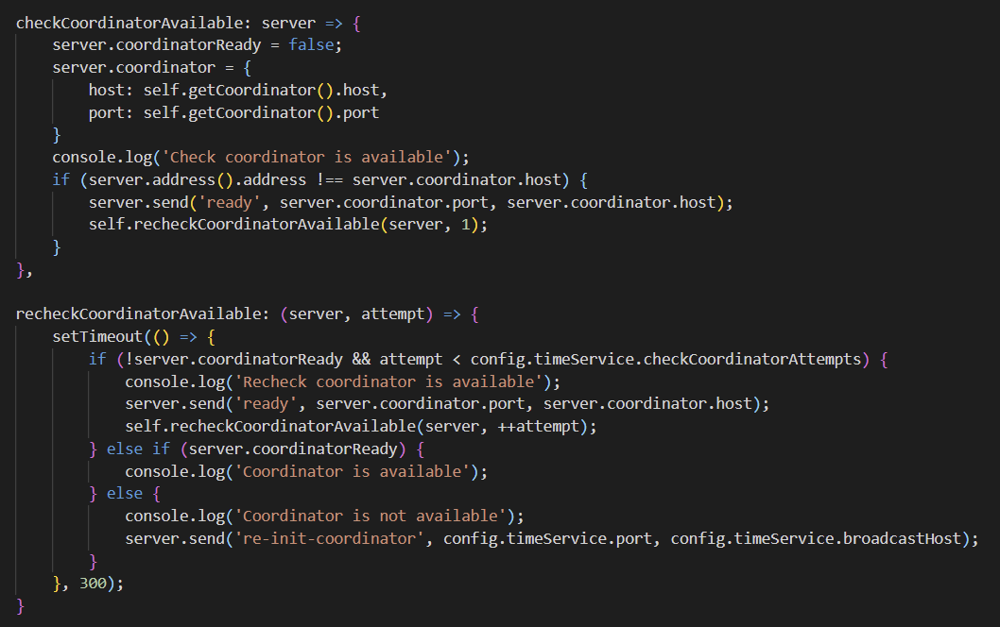 checkCoordinatorAvailable: server => {
    server.coordinatorReady = false;
    server.coordinator = {
        host: self.getCoordinator().host,
        port: self.getCoordinator().port
    }
    console.log('Check coordinator is available');
    if (server.address().address !== server.coordinator.host) {
        server.send('ready', server.coordinator.port, server.coordinator.host);
        self.recheckCoordinatorAvailable(server, 1);
    }
},

recheckCoordinatorAvailable: (server, attempt) => {
    setTimeout(() => {
        if (!server.coordinatorReady && attempt < config.timeService.checkCoordinatorAttempts) {
            console.log('Recheck coordinator is available');
            server.send('ready', server.coordinator.port, server.coordinator.host);
            self.recheckCoordinatorAvailable(server, ++attempt);
        } else if (server.coordinatorReady) {
            console.log('Coordinator is available');
        } else {
            console.log('Coordinator is not available');
            server.send('re-init-coordinator', config.timeService.port, config.timeService.broadcastHost);
        }
    }, 300);
}